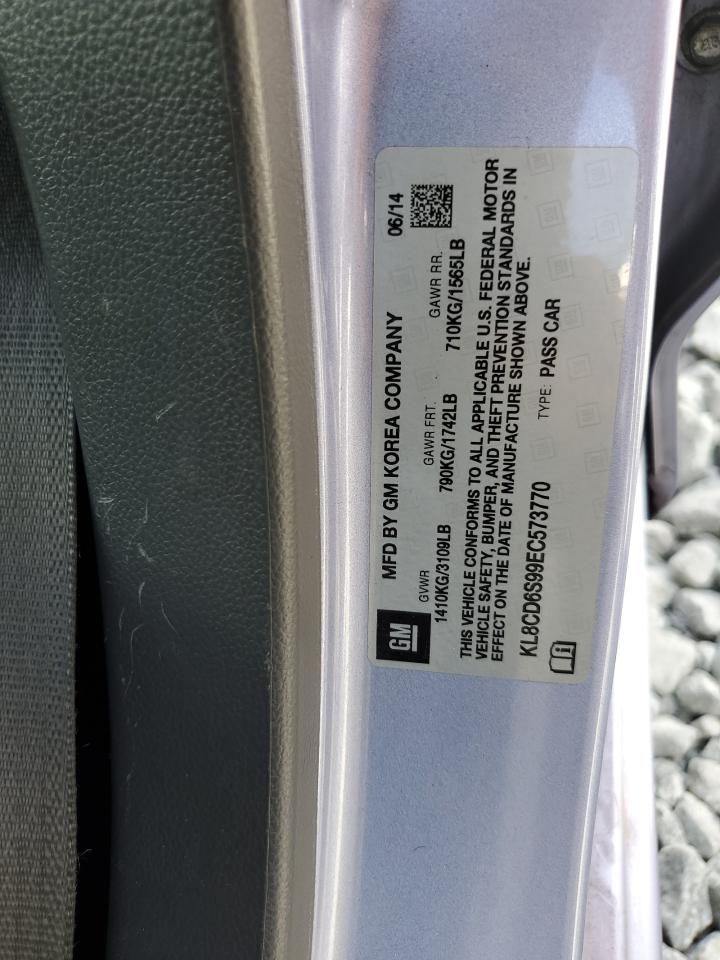 GM
MFD BY GM KOREA COMPANY 06/14
GVWR GAWR FRT. GAWR RR.
1410KG/3109LB 790KG/1742LB 710KG/1565LB
THIS VEHICLE CONFORMS TO ALL APPLICABLE U.S. FEDERAL MOTOR
VEHICLE SAFETY, BUMPER, AND THEFT PREVENTION STANDARDS IN
EFFECT ON THE DATE OF MANUFACTURE SHOWN ABOVE.
KL8CD6S99EC573770 TYPE: PASS CAR